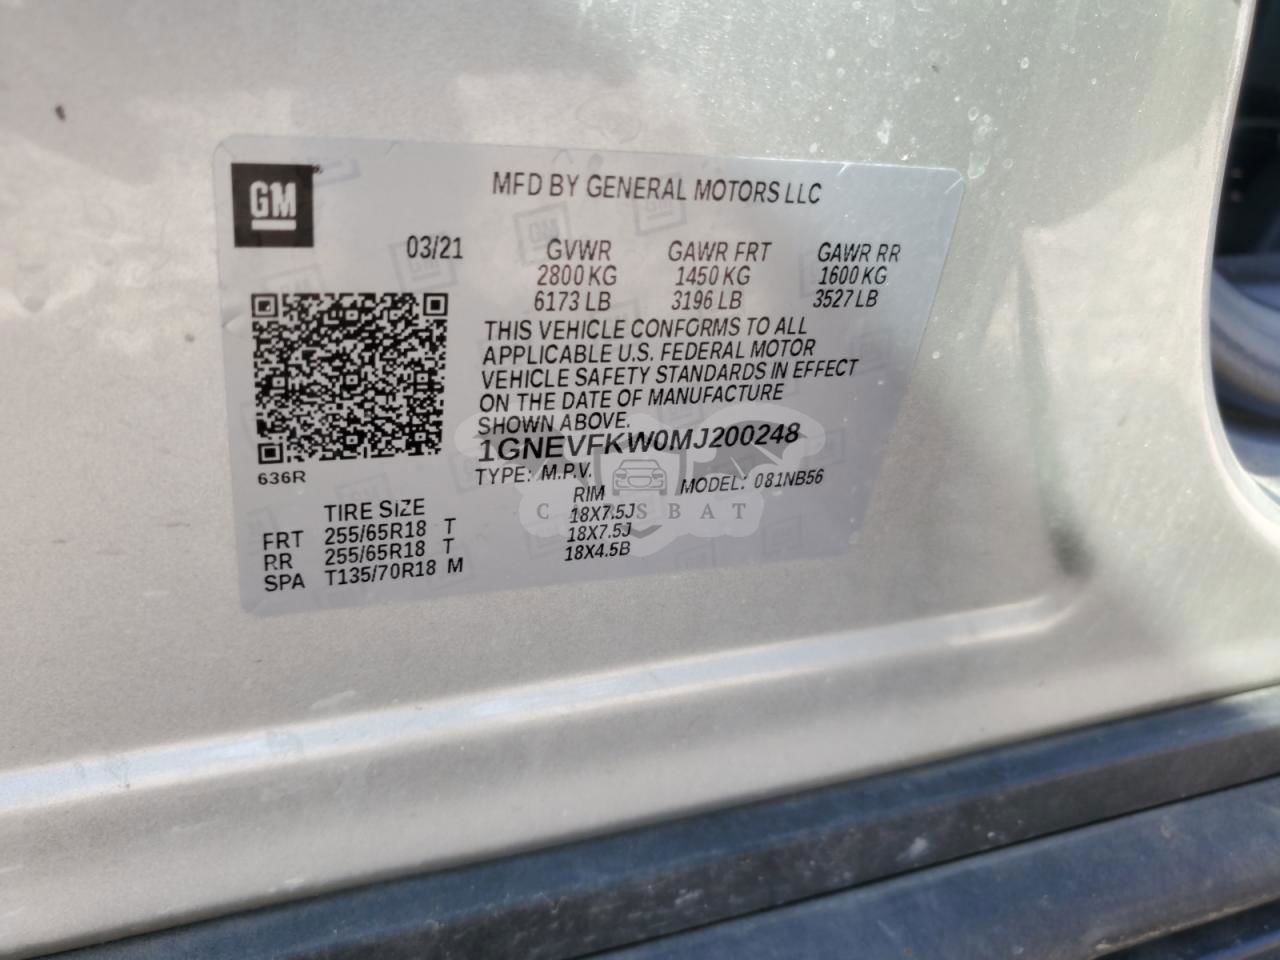 GM
MFD BY GENERAL MOTORS LLC
03/21 GVWR GAWR FRT GAWR RR
2800 KG 1450 KG 1600 KG
6173 LB 3196 LB 3527 LB
THIS VEHICLE CONFORMS TO ALL
APPLICABLE U.S. FEDERAL MOTOR
VEHICLE SAFETY STANDARDS IN EFFECT
ON THE DATE OF MANUFACTURE
SHOWN ABOVE.
1GNEVFKW0MJ200248
636R
TYPE: M.P.V. MODEL: 081NB56
TIRE SIZE RIM
FRT 255/65R18 T 18X7.5J
RR 255/65R18 T 18X7.5J
SPA T135/70R18 M 18X4.5B
CARSBAT